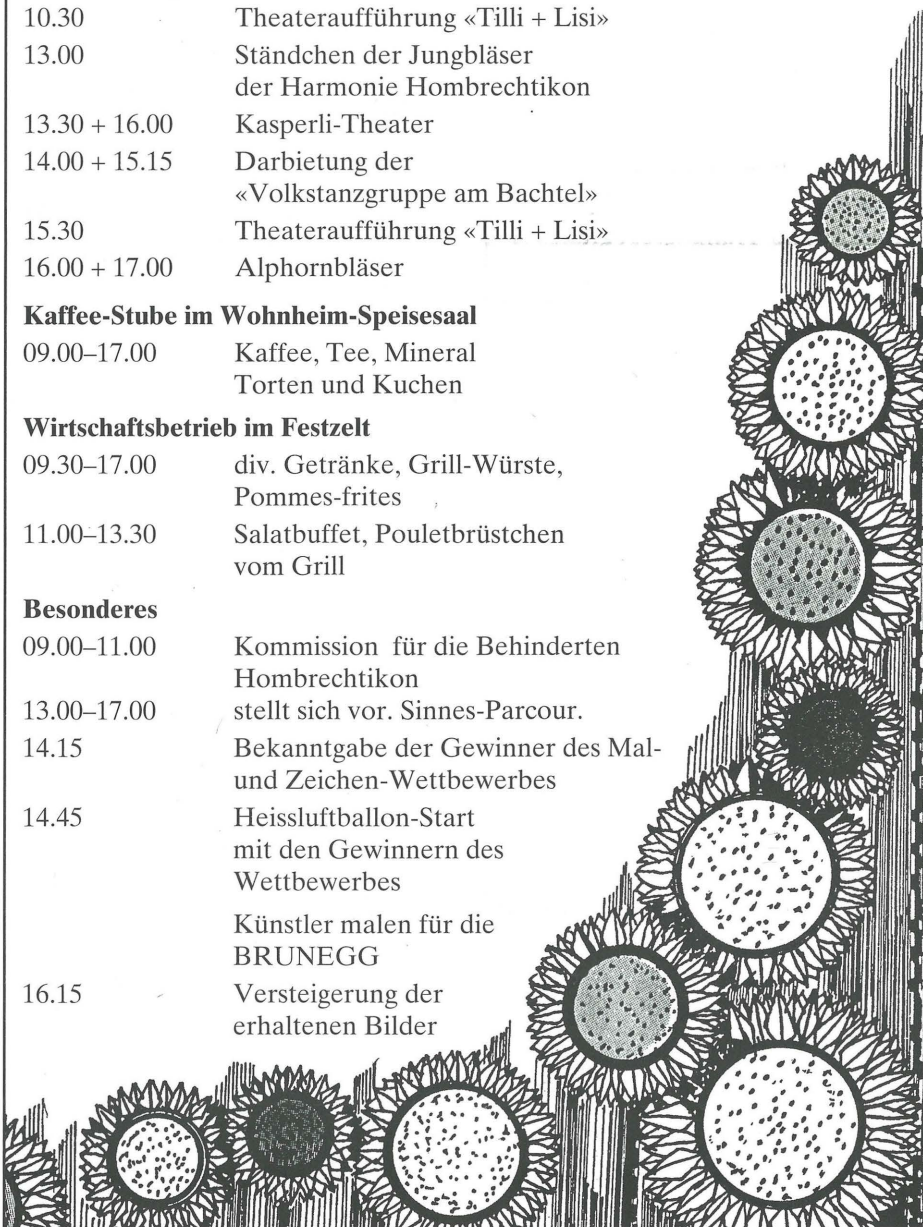 10.30 Theateraufführung «Tilli + Lisi»
13.00 Ständchen der Jungbläser
der Harmonie Hombrechtikon
13.30 + 16.00 Kasperli-Theater
14.00 + 15.15 Darbietung der
«Volkstanzgruppe am Bachtel»
15.30 Theateraufführung «Tilli + Lisi»
16.00 + 17.00 Alphornbläser
Kaffee-Stube im Wohnheim-Speisesaal
09.00–17.00 Kaffee, Tee, Mineral
Torten und Kuchen
Wirtschaftsbetrieb im Festzelt
09.30–17.00 div. Getränke, Grill-Würste,
Pommes-frites
11.00–13.30 Salatbuffet, Pouletbrüstchen
vom Grill
Besonderes
09.00–11.00 Kommission für die Behinderten
Hombrechtikon
13.00–17.00 stellt sich vor. Sinnes-Parcour.
14.15 Bekanntgabe der Gewinner des Mal-
und Zeichen-Wettbewerbes
14.45 Heissluftballon-Start
mit den Gewinnern des
Wettbewerbes
Künstler malen für die
BRUNEGG
16.15 Versteigerung der
erhaltenen Bilder